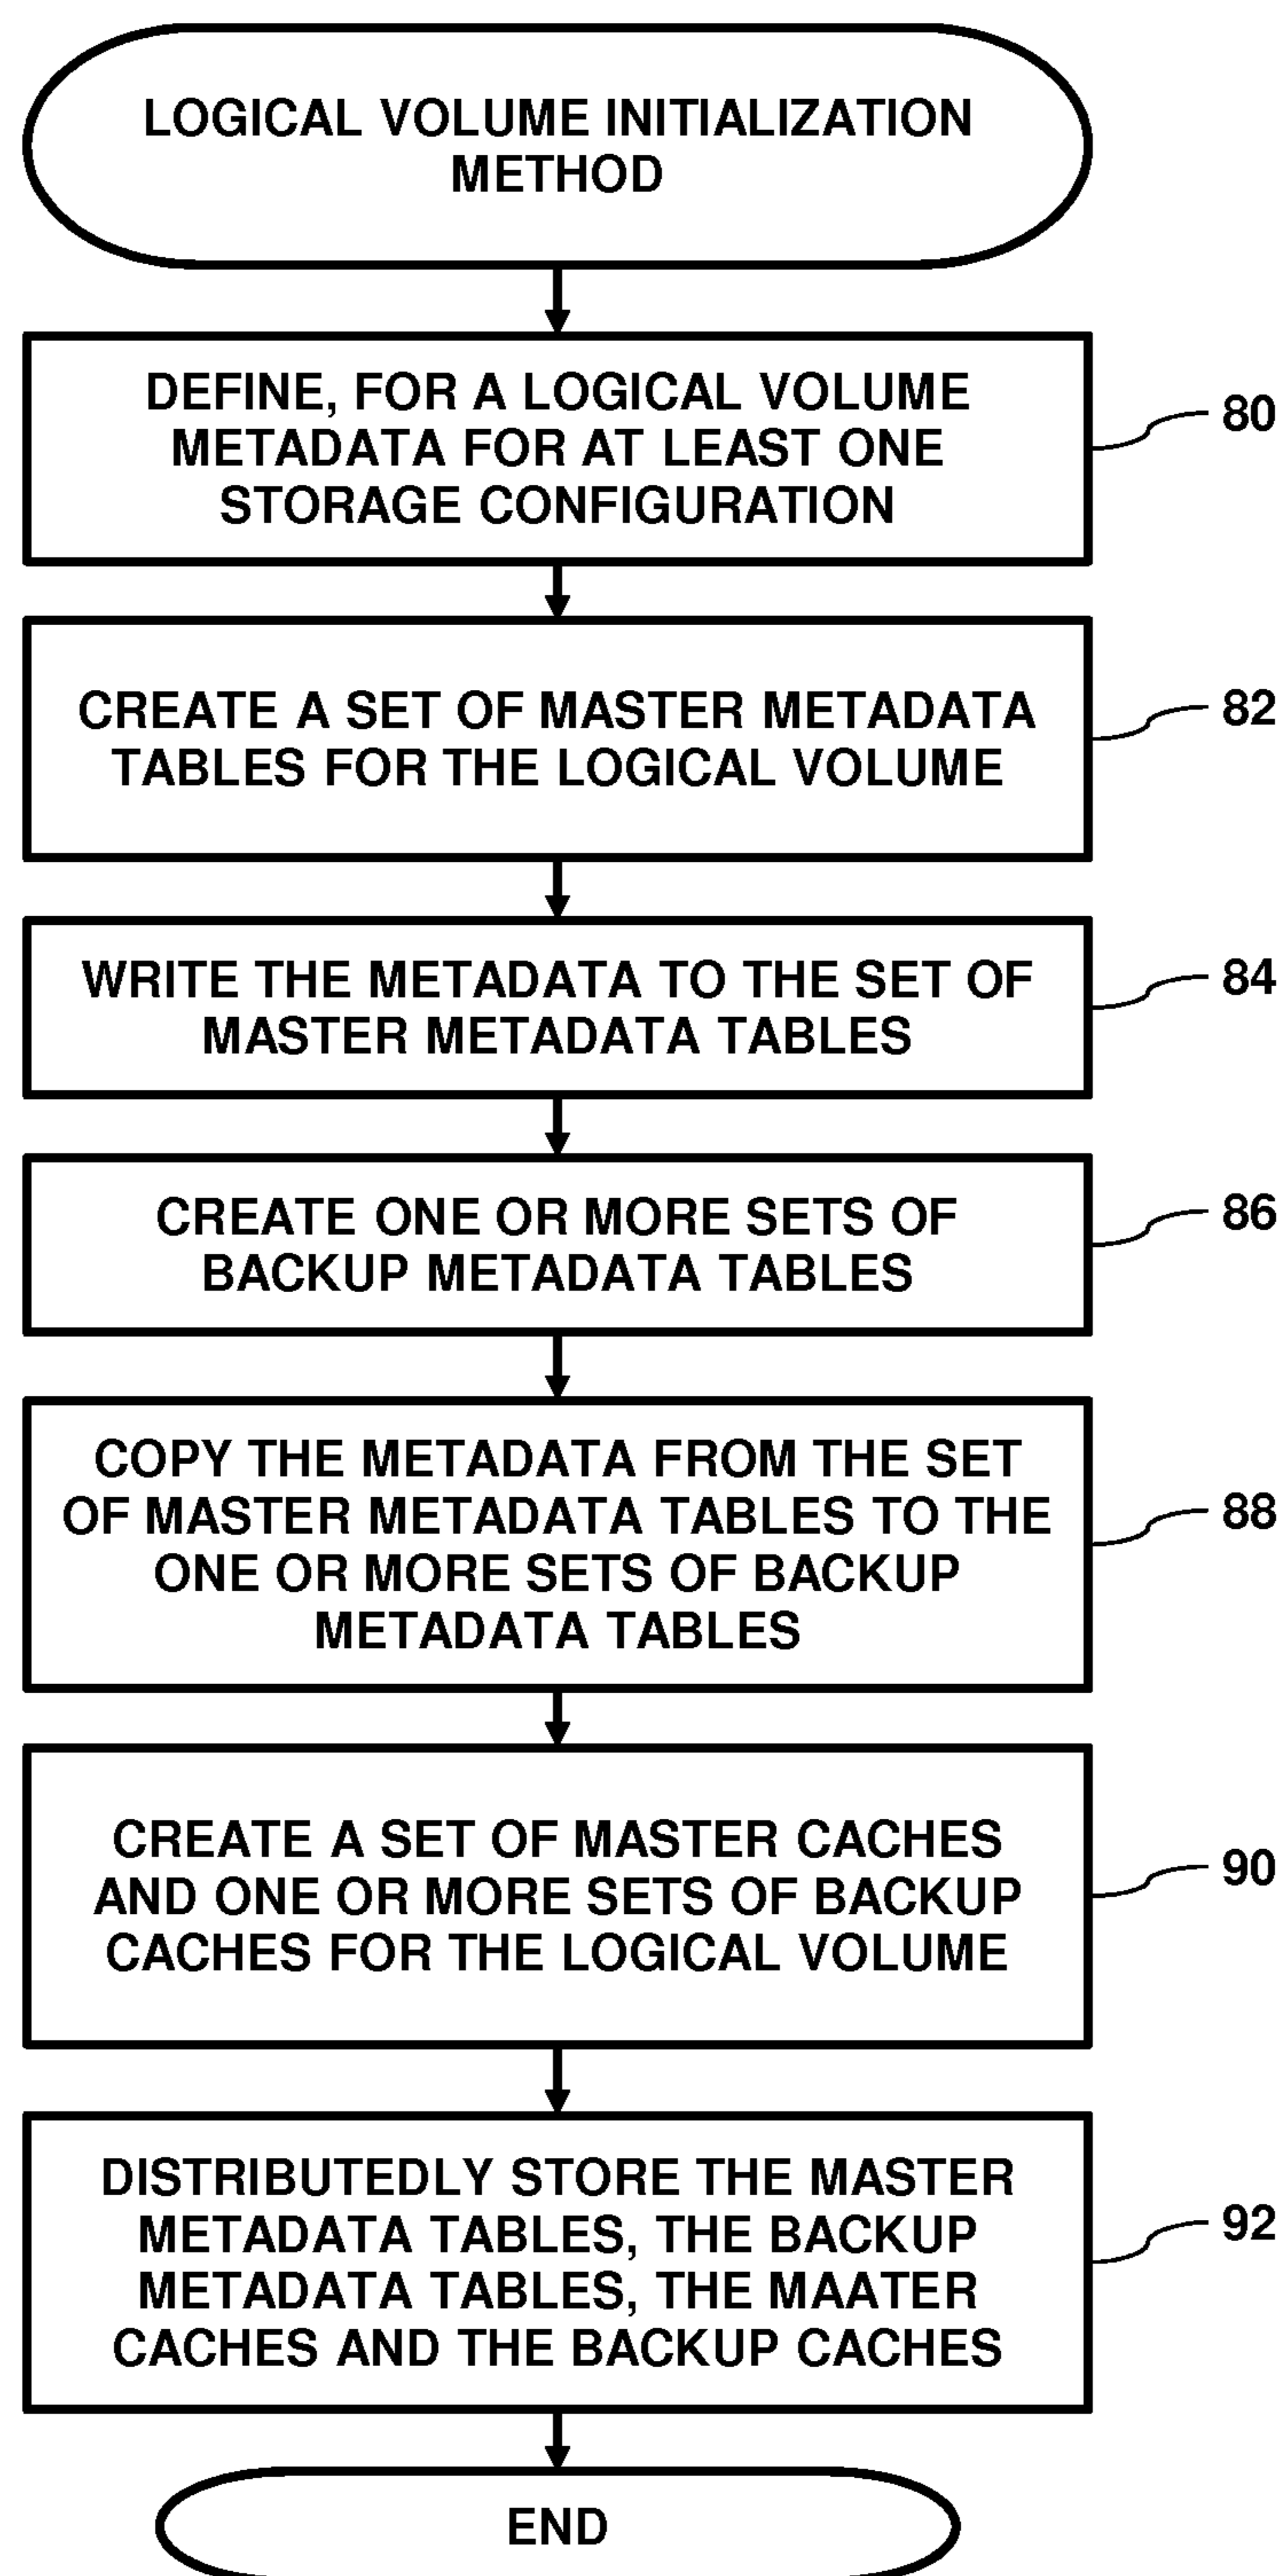 LOGICAL VOLUME INITIALIZATION
METHOD
DEFINE, FOR A LOGICAL VOLUME
METADATA FOR AT LEAST ONE
STORAGE CONFIGURATION
80
CREATE A SET OF MASTER METADATA
TABLES FOR THE LOGICAL VOLUME
82
WRITE THE METADATA TO THE SET OF
MASTER METADATA TABLES
84
CREATE ONE OR MORE SETS OF
BACKUP METADATA TABLES
86
COPY THE METADATA FROM THE SET
OF MASTER METADATA TABLES TO THE
ONE OR MORE SETS OF BACKUP
METADATA TABLES
88
CREATE A SET OF MASTER CACHES
AND ONE OR MORE SETS OF BACKUP
CACHES FOR THE LOGICAL VOLUME
90
DISTRIBUTEDLY STORE THE MASTER
METADATA TABLES, THE BACKUP
METADATA TABLES, THE MAATER
CACHES AND THE BACKUP CACHES
92
END